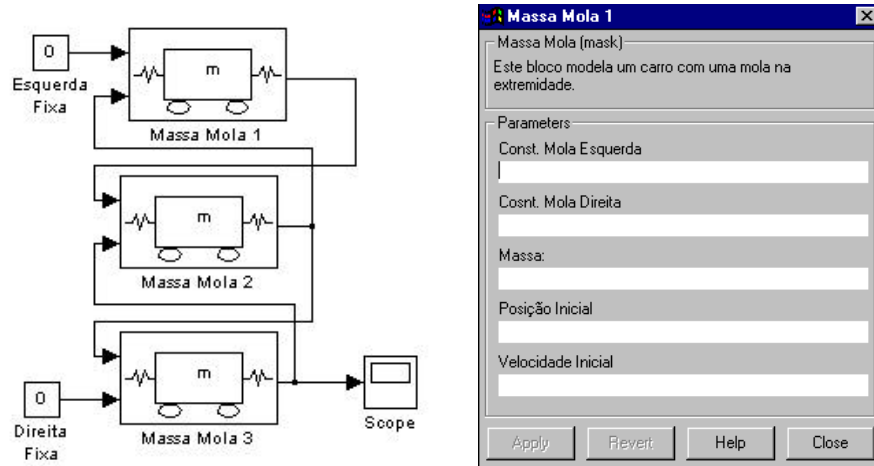 0
Esquerda
Fixa
m
Massa Mola 1
m
Massa Mola 2
m
Massa Mola 3
0
Direita
Fixa
Scope
Massa Mola 1
Massa Mola (mask)
Este bloco modela um carro com uma mola na
extremidade.
Parameters
Const. Mola Esquerda
Cosnt. Mola Direita
Massa:
Posição Inicial
Velocidade Inicial
Apply Revert Help Close